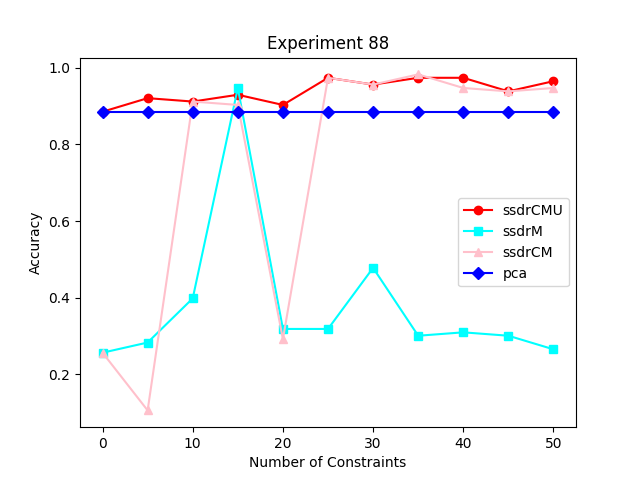 Experiment 88
Accuracy
1.0
0.8
0.6
0.4
0.2
ssdrCMU
ssdrM
ssdrCM
pca
0 10 20 30 40 50
Number of Constraints